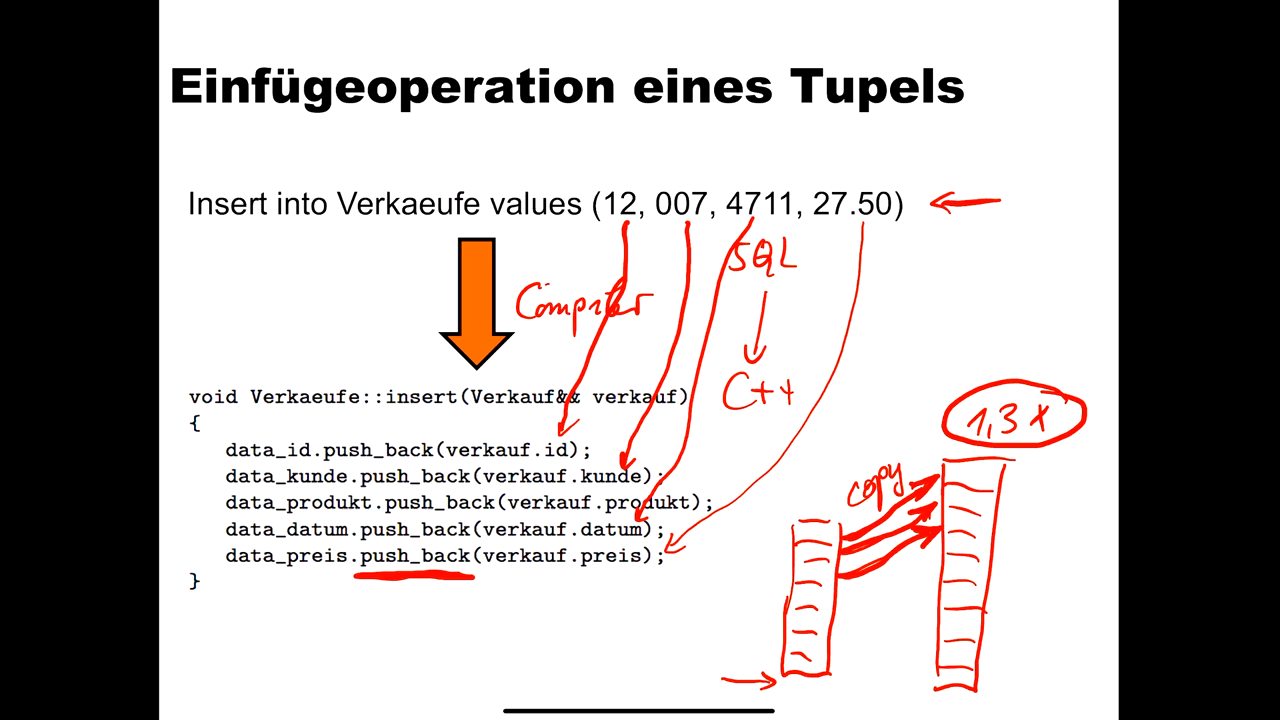 Einfügeoperation eines Tupels
Insert into Verkaeufe values (12, 007, 4711, 27.50)
SQL
Computer
C++
void Verkaeufe::insert(Verkauf&& verkauf)
{
data_id.push_back(verkauf.id);
data_kunde.push_back(verkauf.kunde);
data_produkt.push_back(verkauf.produkt);
data_datum.push_back(verkauf.datum);
data_preis.push_back(verkauf.preis);
}
1,3 x
copy